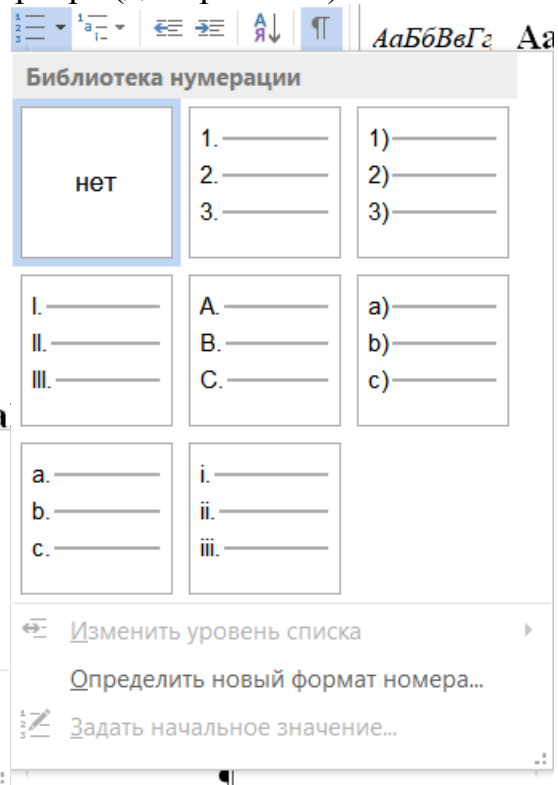 АаБбВвГг Аа
Библиотека нумерации
нет
1.
2.
3.
1)
2)
3)
I.
II.
III.
A.
B.
C.
a)
b)
c)
a.
b.
c.
i.
ii.
iii.
Изменить уровень списка
Определить новый формат номера...
Задать начальное значение...
¶